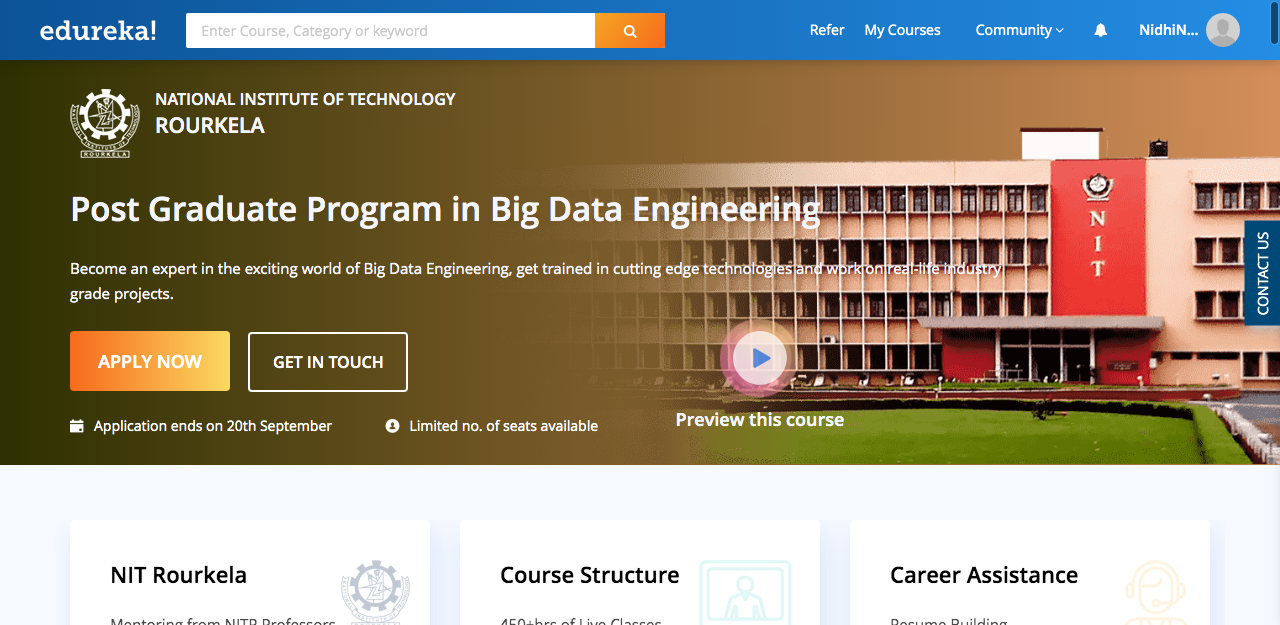 edureka!
Enter Course, Category or keyword
Refer
My Courses
Community
NidhiN...
NATIONAL INSTITUTE OF TECHNOLOGY
ROURKELA
ROURKELA
Post Graduate Program in Big Data Engineering
NIT
Become an expert in the exciting world of Big Data Engineering, get trained in cutting edge technologies and work on real-life industry
grade projects.
CONTACT US
APPLY NOW
GET IN TOUCH
Application ends on 20th September
Limited no. of seats available
Preview this course
NIT Rourkela
Course Structure
Career Assistance
Mentoring from NITR Professors
450+hrs of Live Classes
Resume Building